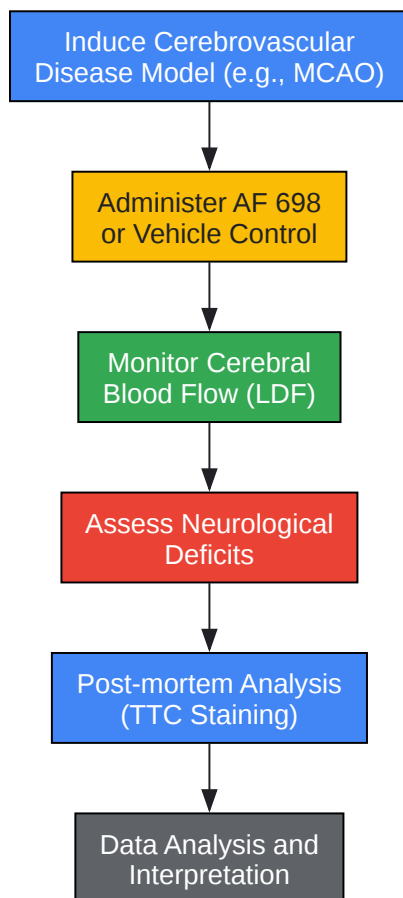 Induce Cerebrovascular
Disease Model (e.g., MCAO)
Administer AF 698
or Vehicle Control
Monitor Cerebral
Blood Flow (LDF)
Assess Neurological
Deficits
Post-mortem Analysis
(TTC Staining)
Data Analysis and
Interpretation